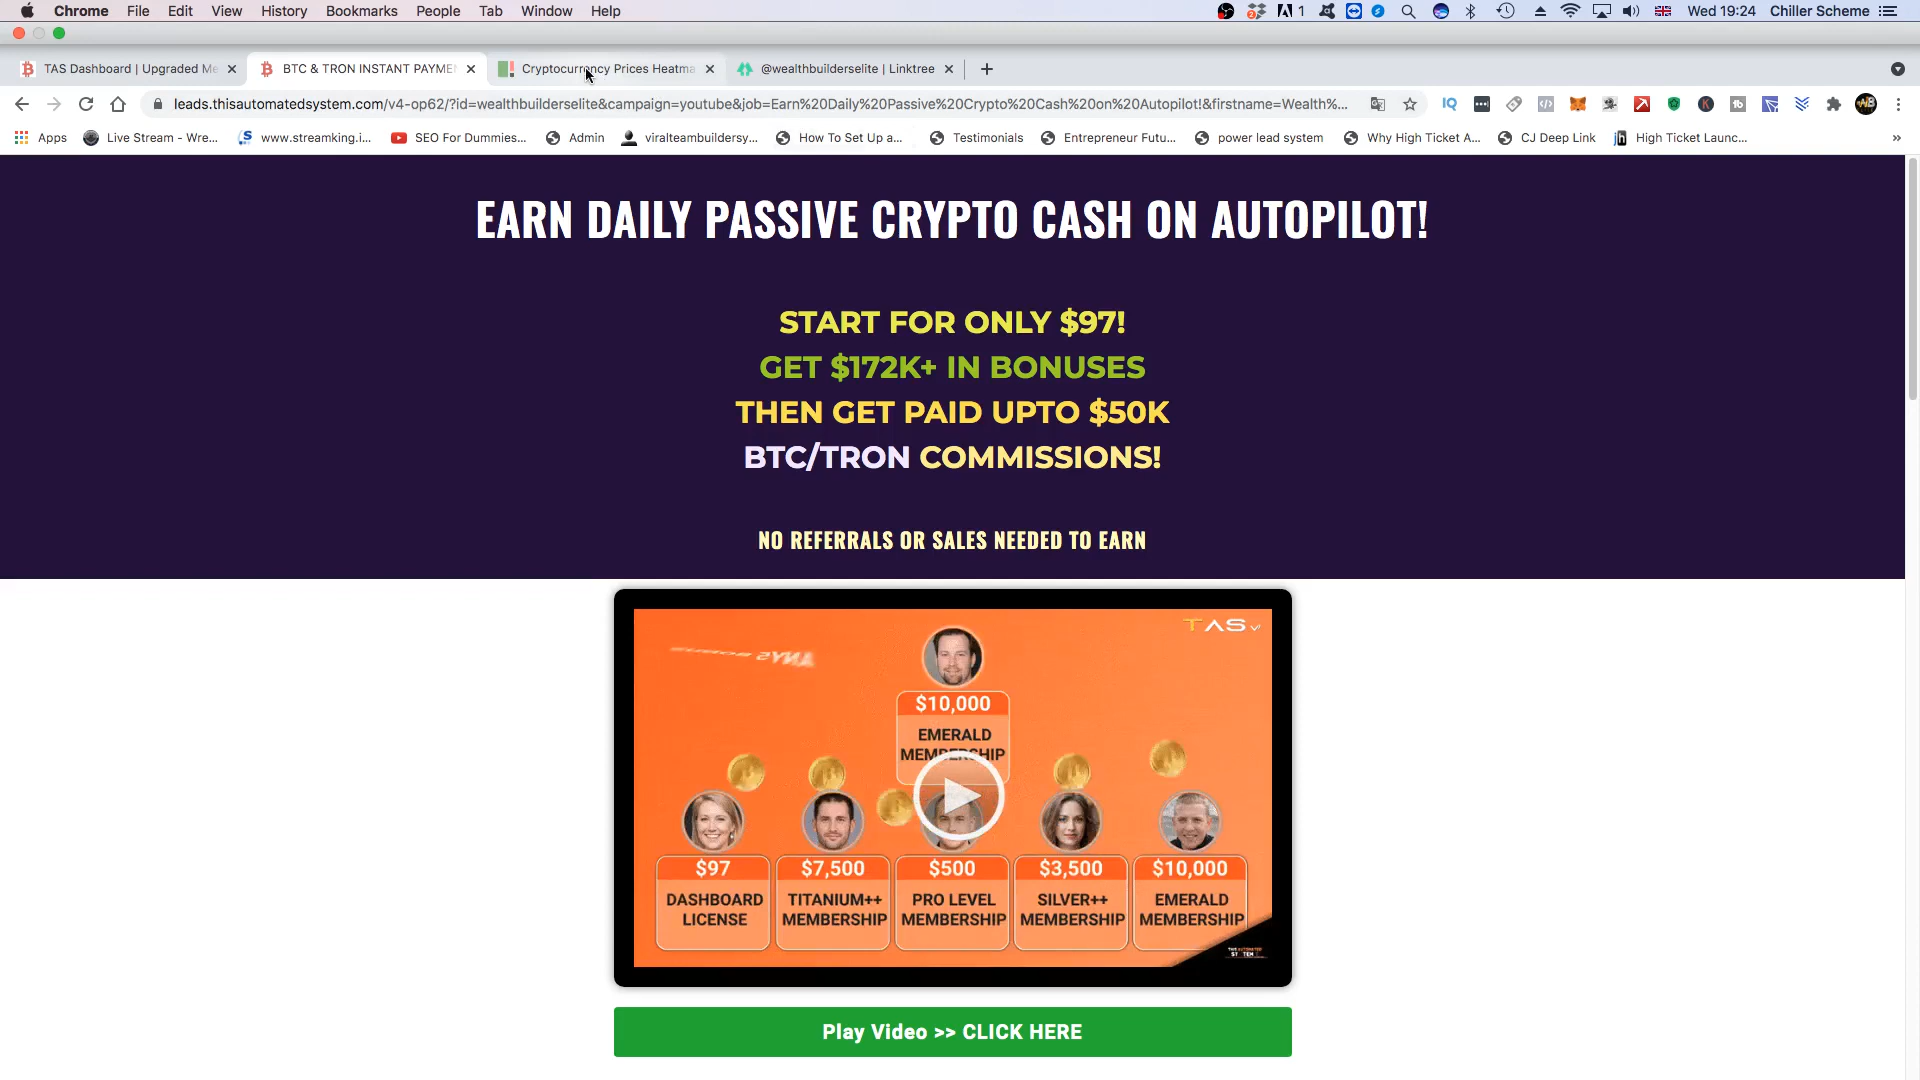 Chrome File Edit View History Bookmarks People Tab Window Help 1 Wed 19:24 Chiller Scheme
TAS Dashboard | Upgraded Me BTC & TRON INSTANT PAYMEN Cryptocurrency Prices Heatma @wealthbuilderselite | Linktree
leads.thisautomatedsystem.com/v4-op62/?id=wealthbuilderselite&campaign=youtube&job=Earn%20Daily%20Passive%20Crypto%20Cash%20on%20Autopilot!&firstname=Wealth%...
Apps Live Stream - Wre... www.streamking.i... SEO For Dummies... Admin viralteambuildersy... How To Set Up a... Testimonials Entrepreneur Futu... power lead system Why High Ticket A... CJ Deep Link High Ticket Launc... »
EARN DAILY PASSIVE CRYPTO CASH ON AUTOPILOT!
START FOR ONLY $97!
GET $172K+ IN BONUSES
THEN GET PAID UPTO $50K
BTC/TRON COMMISSIONS!
NO REFERRALS OR SALES NEEDED TO EARN
TAS
$10,000
EMERALD
MEMBERSHIP
$97 $7,500 $500 $3,500 $10,000
DASHBOARD TITANIUM++ PRO LEVEL SILVER++ EMERALD
LICENSE MEMBERSHIP MEMBERSHIP MEMBERSHIP MEMBERSHIP
Play Video >> CLICK HERE